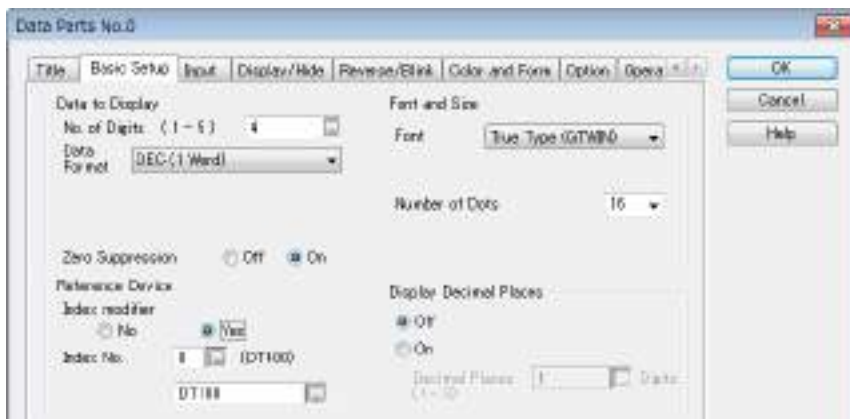 Data Parts No.0
Title Basic Setup Input Display/Hide Reverse/Blink Color and Form Option Opera
OK
Cancel
Help
Data to Display
No. of Digits (1-5) 4
Data Format DEC-(1 Word)
Font and Size
Font True Type (GTWIN)
Number of Dots 16
Zero Suppression Off On
Reference Device
Index modifier
No Yes
Index No. (DT100)
Display Decimal Places
Off
On
Decimal Places 1 Digits